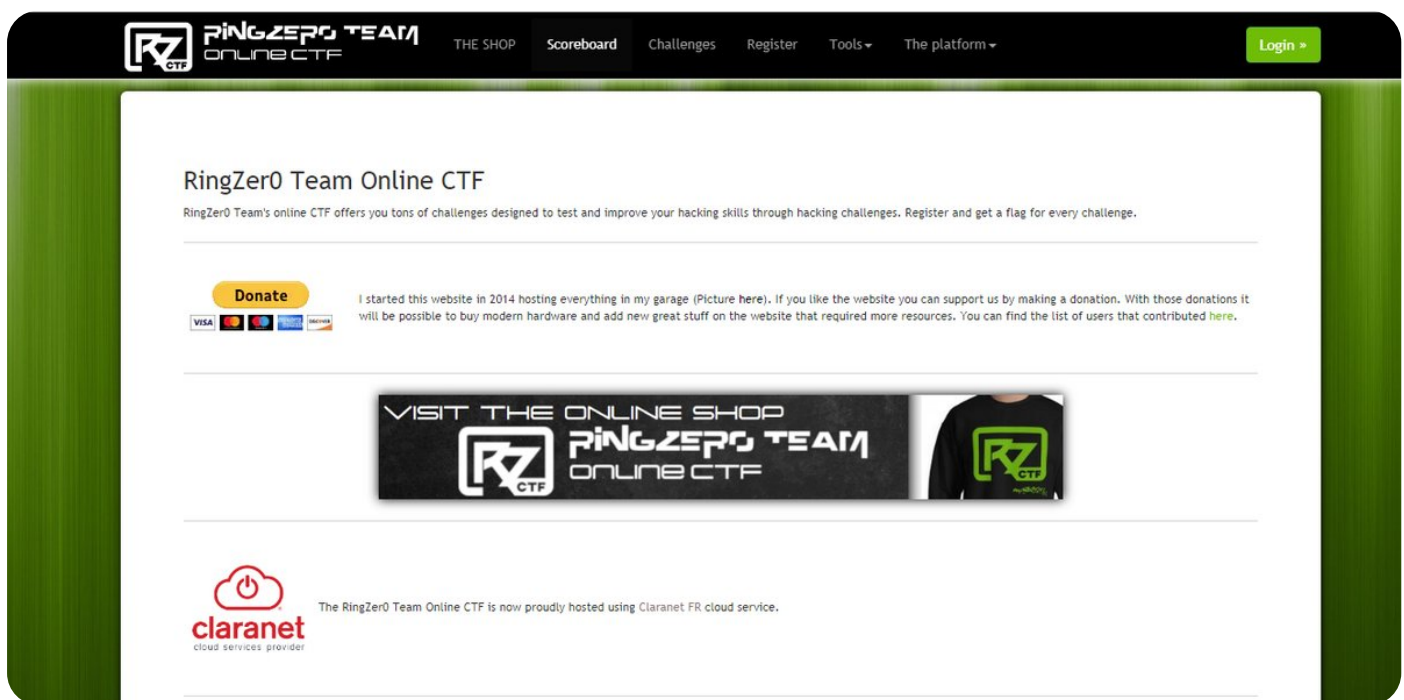 RZ CTF
RINGZERO TEAM
ONLINE CTF
THE SHOP Scoreboard Challenges Register Tools The platform Login »
RingZer0 Team Online CTF
RingZer0 Team's online CTF offers you tons of challenges designed to test and improve your hacking skills through hacking challenges. Register and get a flag for every challenge.
Donate
VISA
I started this website in 2014 hosting everything in my garage (Picture here). If you like the website you can support us by making a donation. With those donations it
will be possible to buy modern hardware and add new great stuff on the website that required more resources. You can find the list of users that contributed here.
VISIT THE ONLINE SHOP
RZ CTF
RINGZERO TEAM
ONLINE CTF
RZ CTF
claranet
cloud services provider
The RingZer0 Team Online CTF is now proudly hosted using Claranet FR cloud service.